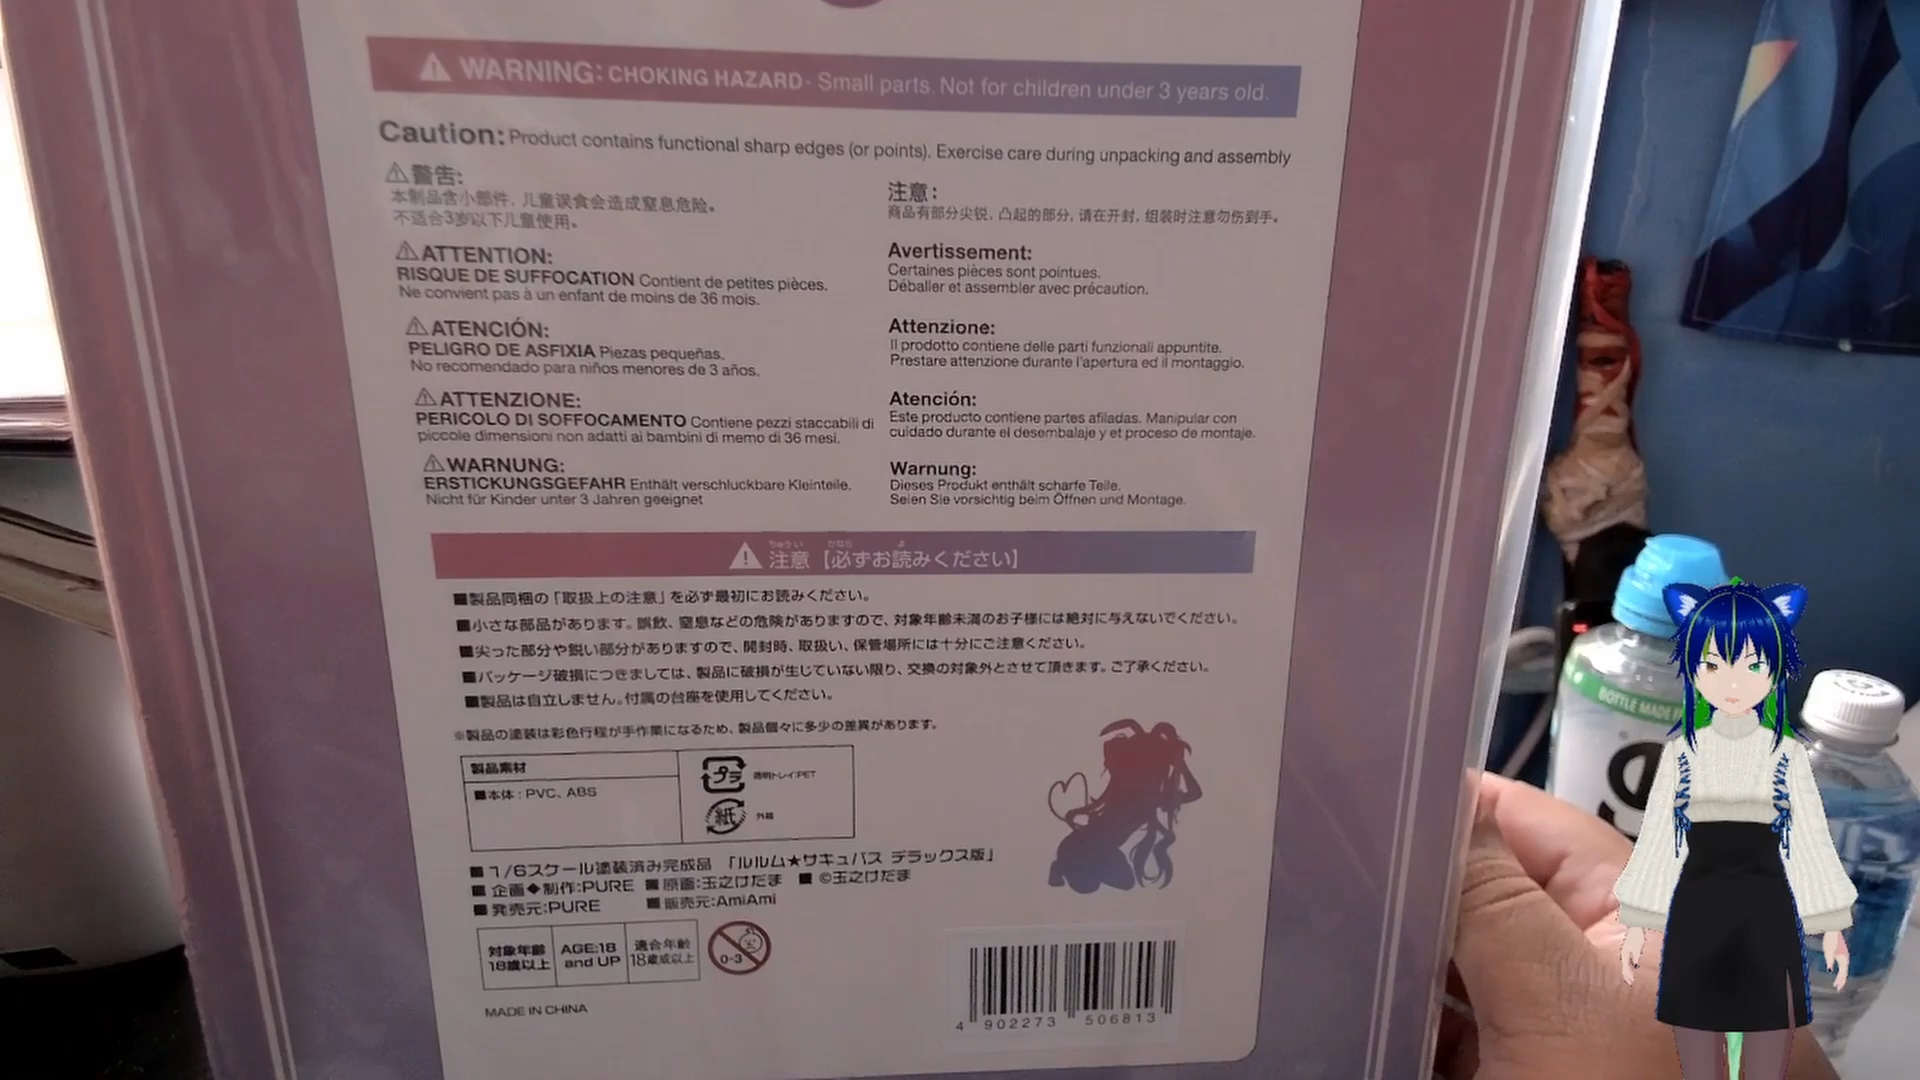 WARNING: CHOKING HAZARD- Small parts. Not for children under 3 years old.
Caution: Product contains functional sharp edges (or points). Exercise care during unpacking and assembly
警告:
本制品含小部件, 儿童误食会造成窒息危险。
不适合3岁以下儿童使用。
注意:
商品有部分尖锐, 凸起的部分, 请在开封, 组装时注意勿伤到手。
ATTENTION:
RISQUE DE SUFFOCATION Contient de petites pièces.
Ne convient pas à un enfant de moins de 36 mois.
Avertissement:
Certaines pièces sont pointues.
Déballer et assembler avec précaution.
ATENCIÓN:
PELIGRO DE ASFIXIA Piezas pequeñas.
No recomendado para niños menores de 3 años.
Attenzione:
Il prodotto contiene delle parti funzionali appuntite.
Prestare attenzione durante l'apertura ed il montaggio.
ATTENZIONE:
PERICOLO DI SOFFOCAMENTO Contiene pezzi staccabili di
piccole dimensioni non adatti ai bambini di memo di 36 mesi.
Atención:
Este producto contiene partes afiladas. Manipular con
cuidado durante el desembalaje y et proceso de montaje.
WARNUNG:
ERSTICKUNGSGEFAHR Enthält verschluckbare Kleinteile.
Nicht für Kinder unter 3 Jahren geeignet
Warnung:
Dieses Produkt enthält scharfe Teile.
Seien Sie vorsichtig beim Öffnen und Montage.
ちゅうい かなら よ
注意【必ずお読みください】
■製品同梱の「取扱上の注意」を必ず最初にお読みください。
■小さな部品があります。誤飲、窒息などの危険がありますので、対象年齢未満のお子様には絶対に与えないでください。
■尖った部分や鋭い部分がありますので、開封時、取扱い、保管場所には十分にご注意ください。
■パッケージ破損につきましては、製品に破損が生じていない限り、交換の対象外とさせて頂きます。ご了承ください。
■製品は自立しません。付属の台座を使用してください。
※製品の塗装は彩色行程が手作業になるため、製品個々に多少の差異があります。
製品素材
■本体：PVC、ABS
プラ 透明トレイ:PET
紙 外箱
■1/6スケール塗装済み完成品 「ルルム★サキュバス デラックス版」
■企画◆制作:PURE ■原画:玉之けだま ■©玉之けだま
■発売元:PURE ■販売元:AmiAmi
対象年齢 18歳以上
AGE:18 and UP
適合年龄 18歳或以上
0-3
MADE IN CHINA
4 902273 506813
BOTTLE MADE